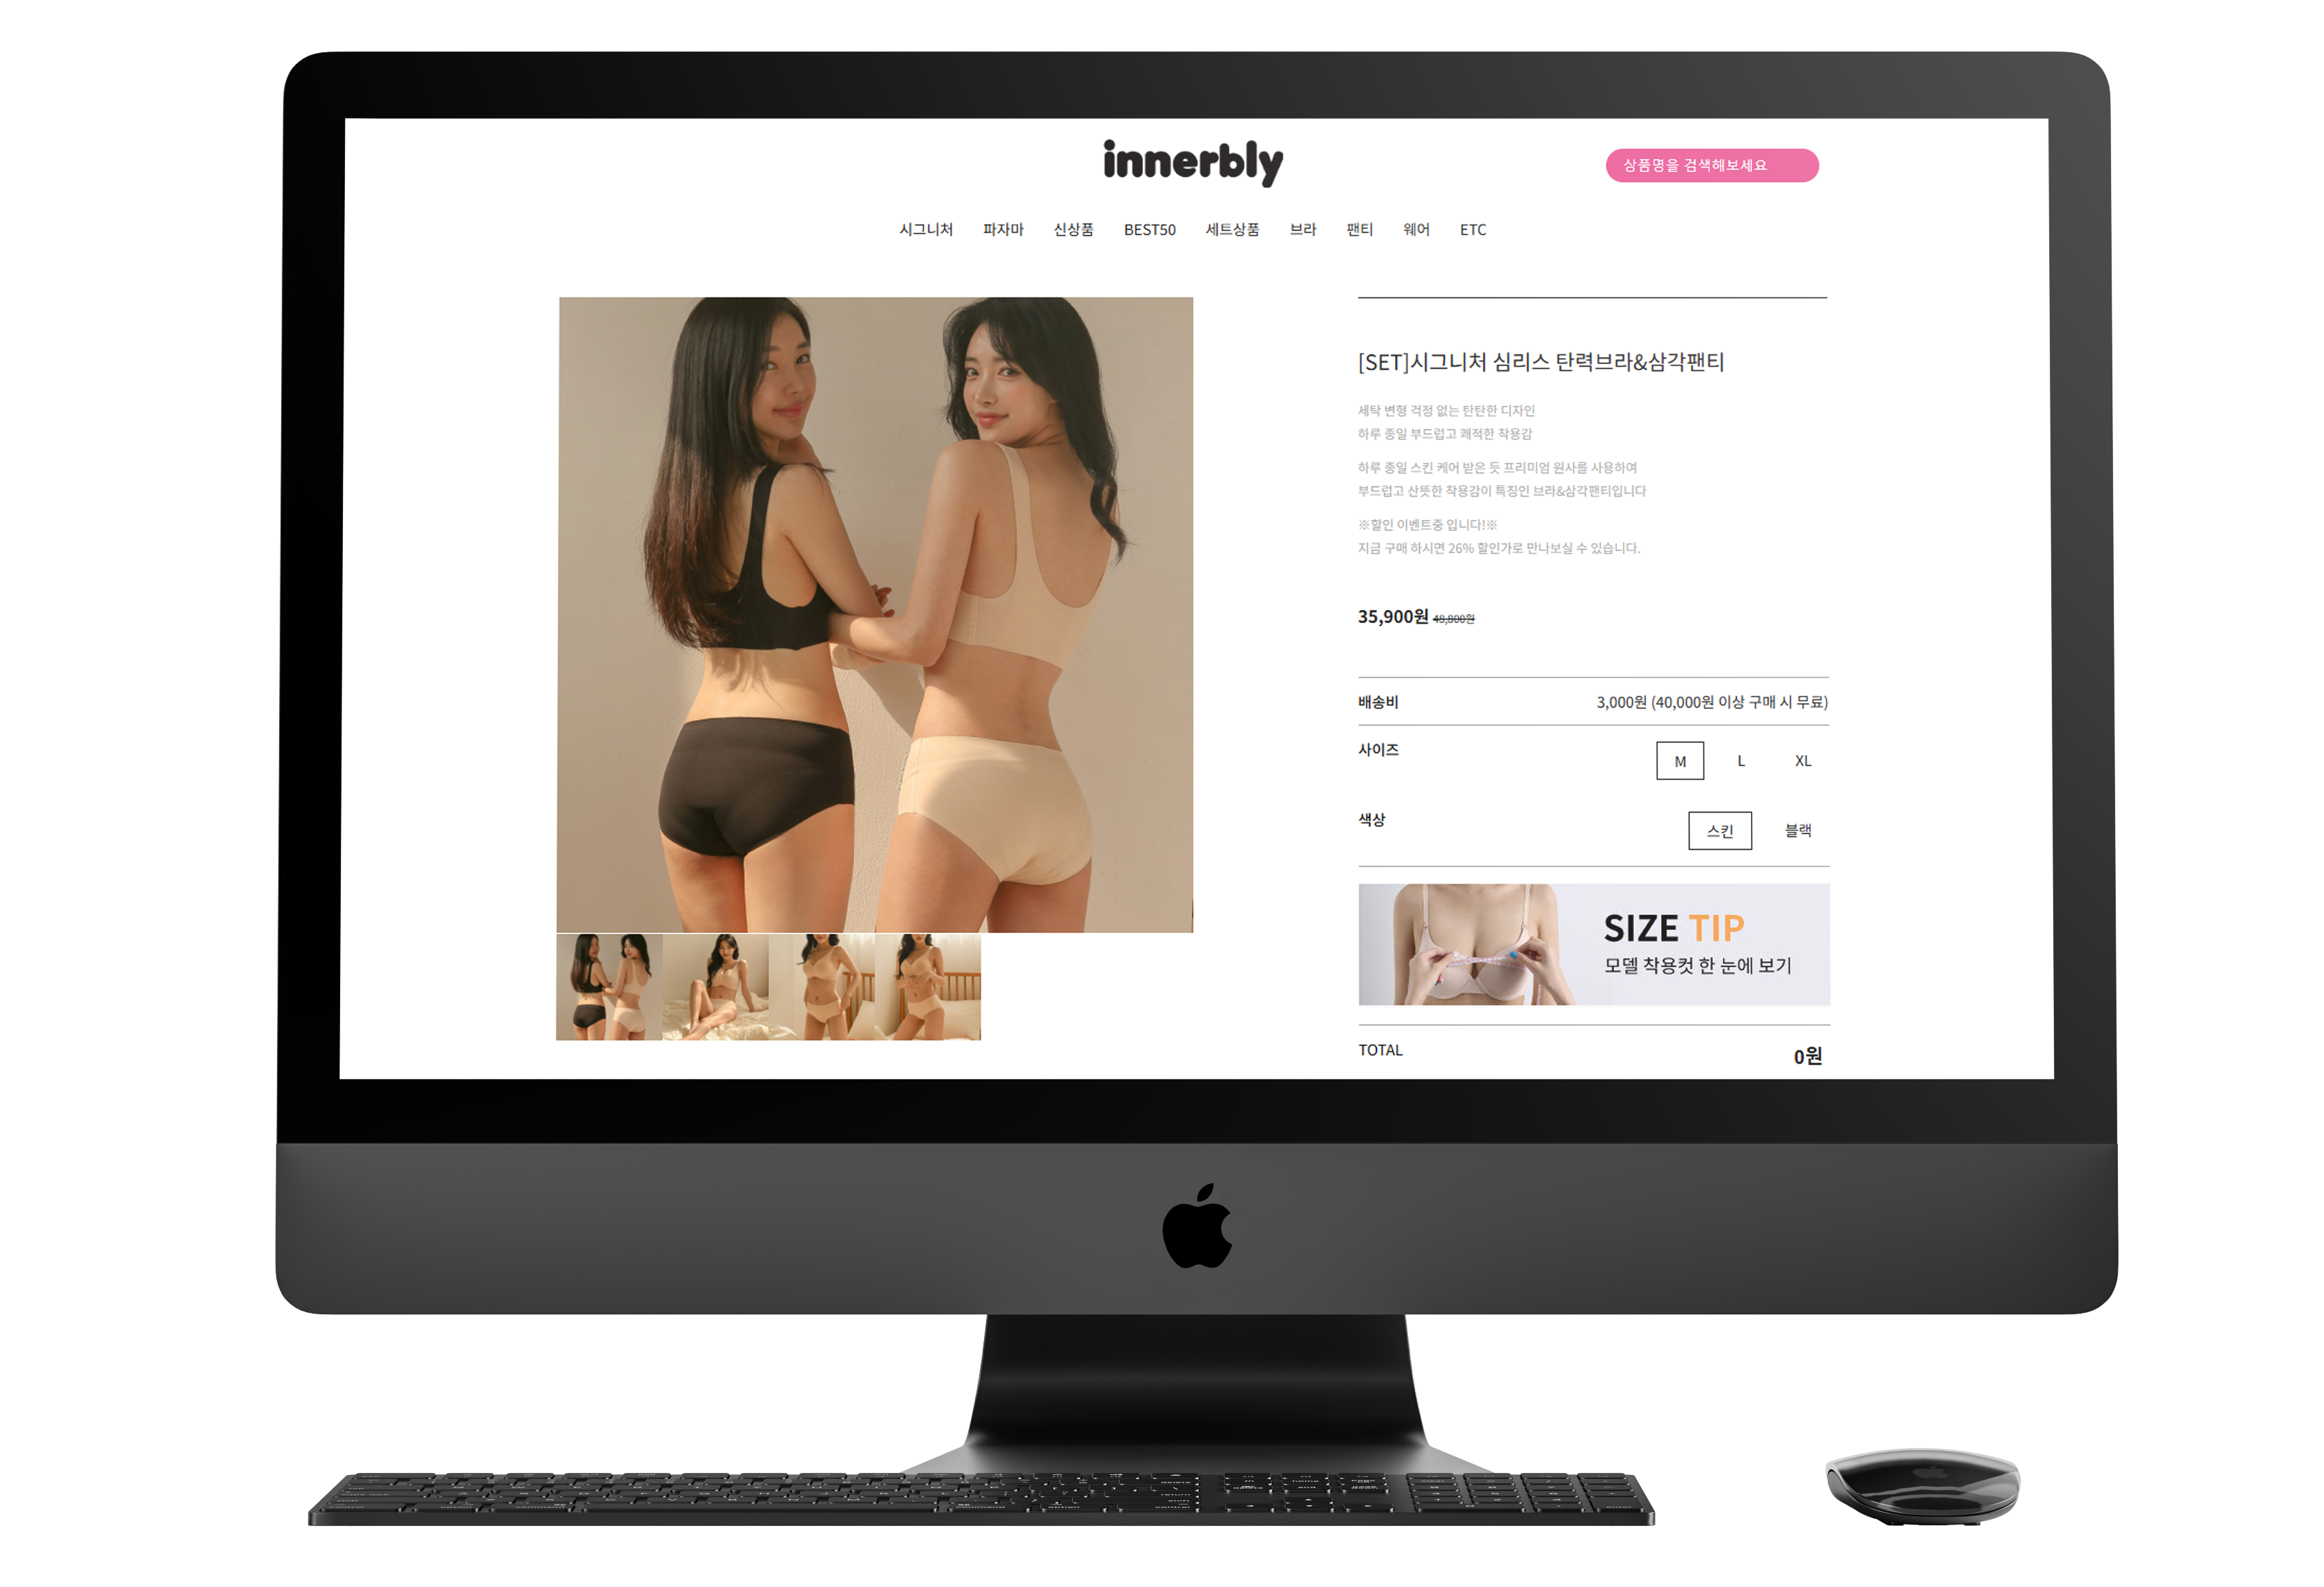 innerbly
상품명을 검색해보세요
시그니처 파자마 신상품 BEST50 세트상품 브라 팬티 웨어 ETC
[SET]시그니처 심리스 탄력브라&삼각팬티
세탁 변형 걱정 없는 탄탄한 디자인
하루 종일 부드럽고 쾌적한 착용감
하루 종일 스킨 케어 받은 듯 프리미엄 원사를 사용하여
부드럽고 산뜻한 착용감이 특징인 브라&삼각팬티입니다
※할인 이벤트중 입니다!※
지금 구매 하시면 26% 할인가로 만나보실 수 있습니다.
35,900원 48,800원
배송비 3,000원 (40,000원 이상 구매 시 무료)
사이즈 M L XL
색상 스킨 블랙
SIZE TIP
모델 착용컷 한 눈에 보기
TOTAL 0원